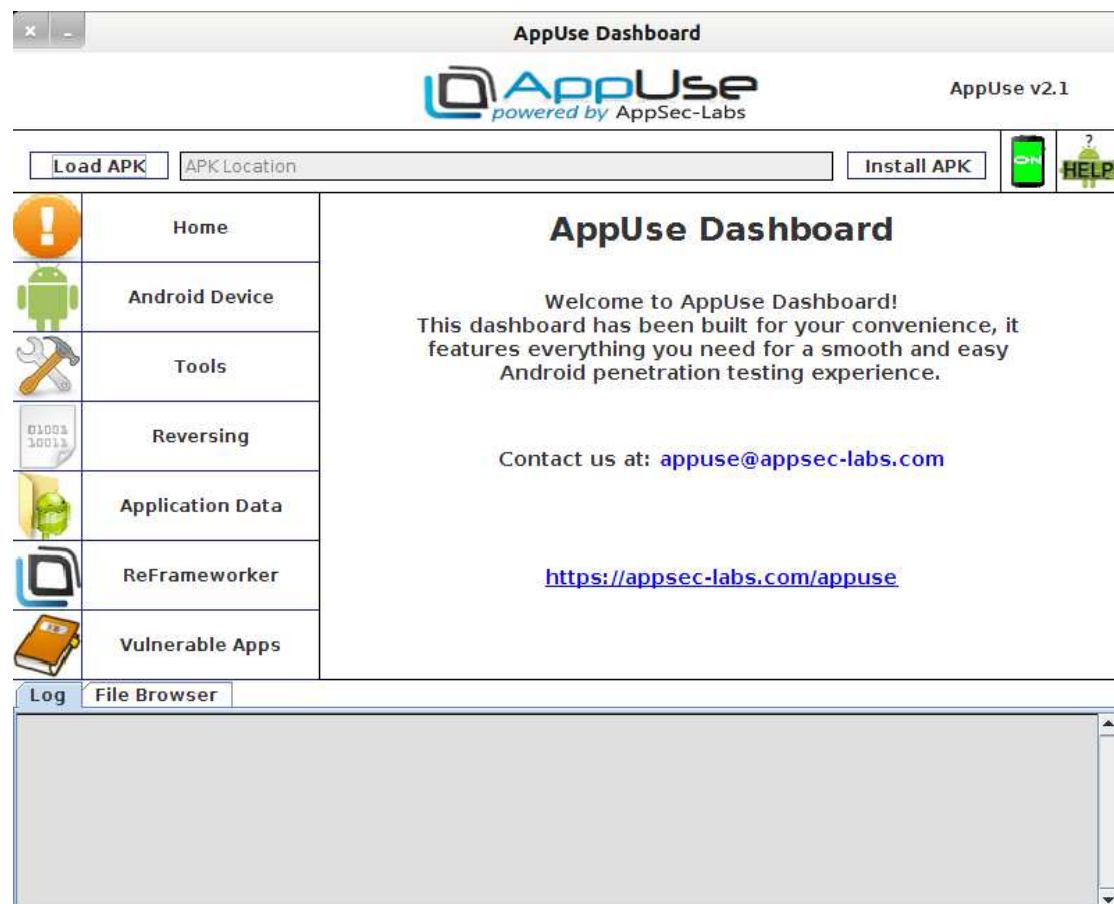 AppUse Dashboard
AppUse
powered by AppSec-Labs
AppUse v2.1
Load APK
APK Location
Install APK
ON
?
HELP
Home
Android Device
Tools
Reversing
Application Data
ReFrameworker
Vulnerable Apps
AppUse Dashboard
Welcome to AppUse Dashboard!
This dashboard has been built for your convenience, it
features everything you need for a smooth and easy
Android penetration testing experience.
Contact us at: appuse@appsec-labs.com
https://appsec-labs.com/appuse
Log
File Browser